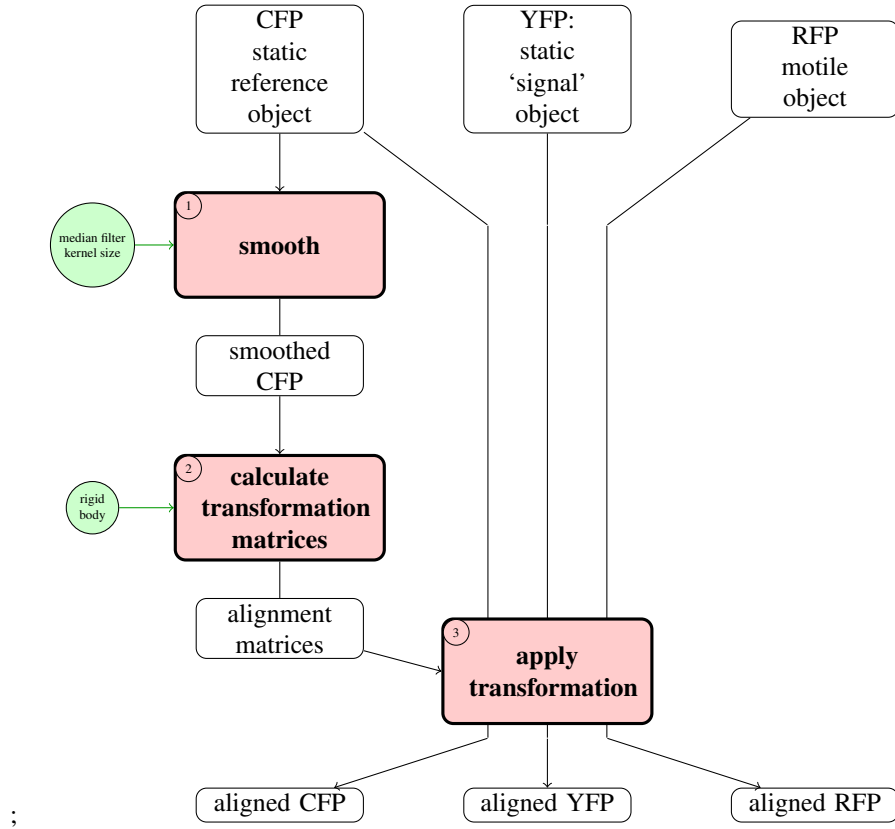 CFP
static
reference
object
YFP:
static
‘signal’
object
RFP
motile
object
1
smooth
median filter
kernel size
smoothed
CFP
2
calculate
transformation
matrices
rigid
body
alignment
matrices
3
apply
transformation
aligned CFP
aligned YFP
aligned RFP
;